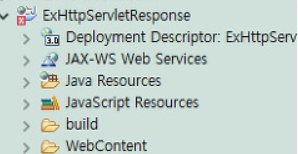 ExHttpServletResponse
Deployment Descriptor: ExHttpServ
JAX-WS Web Services
Java Resources
JavaScript Resources
build
WebContent